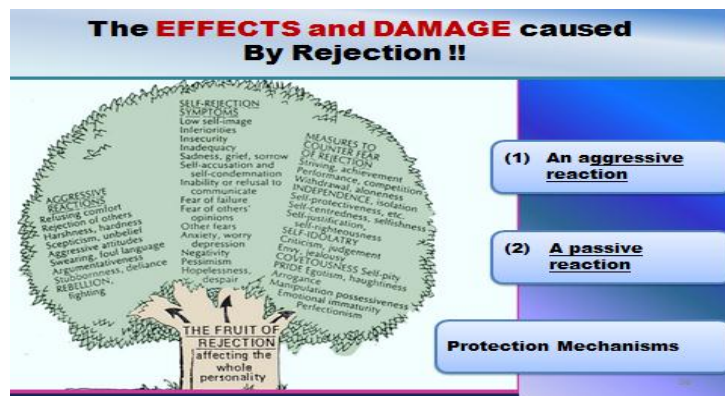 The EFFECTS and DAMAGE caused
By Rejection !!
AGGRESSIVE
REACTIONS
Refusing comfort
Rejection of others
Harshness, hardness
Scepticism, unbelief
Aggressive attitudes
Swearing, foul language
Argumentativeness
Stubbornness, defiance
REBELLION,
fighting
SELF-REJECTION
SYMPTOMS
Low self-image
Inferiorities
Insecurity
Inadequacy
Sadness, grief, sorrow
Self-accusation and
self-condemnation
Inability or refusal to
communicate
Fear of failure
Fear of others'
opinions
Other fears
Anxiety, worry
depression
Negativity
Pessimism
Hopelessness,
despair
MEASURES TO
COUNTER FEAR
OF REJECTION
Striving, achievement
Performance, competition
Withdrawal, aloneness
INDEPENDENCE, isolation
Self-protectiveness, etc.
Self-centredness, selfishness
Self-justification,
self-righteousness
SELF-IDOLATRY
Criticism, judgement
Envy, jealousy
COVETOUSNESS Self-pity
PRIDE Egotism, haughtiness
Arrogance
Manipulation possessiveness
Emotional immaturity
Perfectionism
THE FRUIT OF
REJECTION
affecting the
whole
personality
(1) An aggressive
reaction
(2) A passive
reaction
Protection Mechanisms